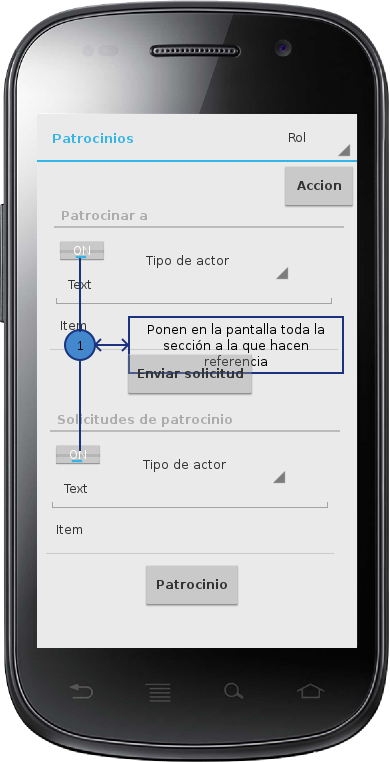 Patrocinios
Rol
Accion
Patrocinar a
ON
Tipo de actor
Text
Item
1
Ponen en la pantalla toda la
sección a la que hacen
referencia
Enviar solicitud
Solicitudes de patrocinio
ON
Tipo de actor
Text
Item
Patrocinio